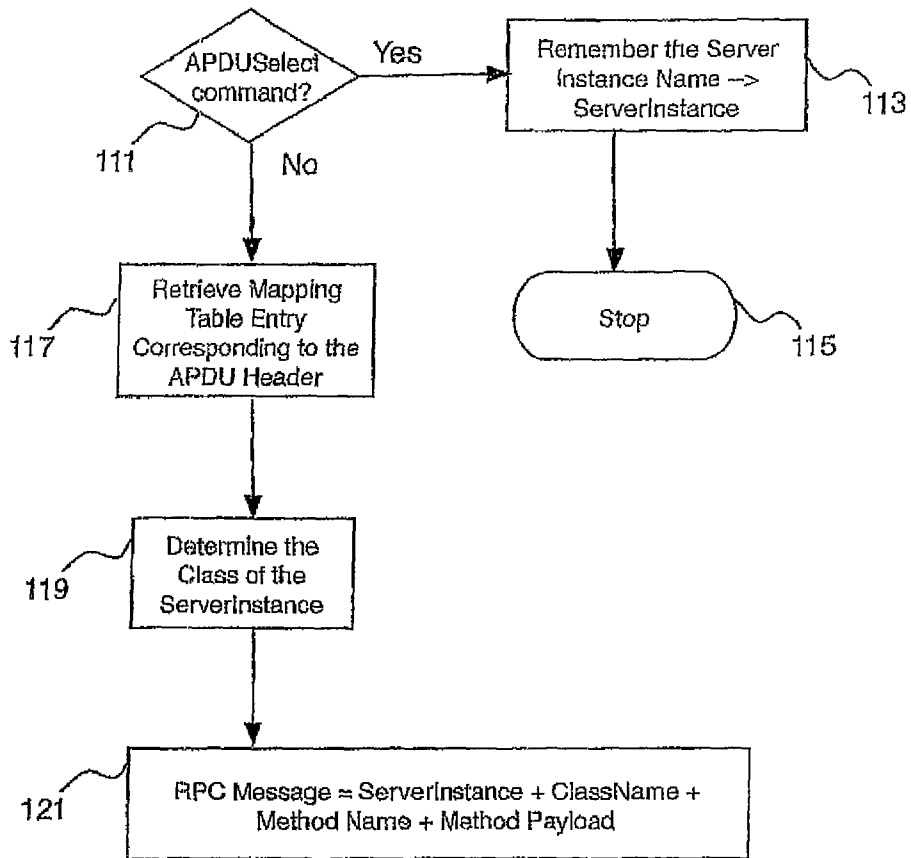 APDUSelect
command?
Yes
Remember the Server
Instance Name -->
ServerInstance
113
111
No
Retrieve Mapping
Table Entry
Corresponding to the
APDU Header
117
Stop
115
Determine the
Class of the
ServerInstance
119
RPC Message = ServerInstance + ClassName +
Method Name + Method Payload
121